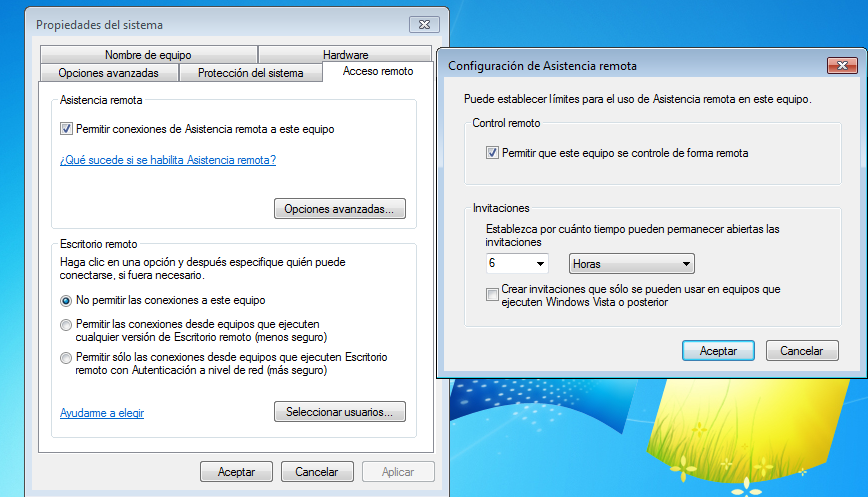 Propiedades del sistema
Nombre de equipo
Hardware
Opciones avanzadas
Protección del sistema
Acceso remoto
Asistencia remota
Permitir conexiones de Asistencia remota a este equipo
¿Qué sucede si se habilita Asistencia remota?
Opciones avanzadas...
Escritorio remoto
Haga clic en una opción y después especifique quién puede
conectarse, si fuera necesario.
No permitir las conexiones a este equipo
Permitir las conexiones desde equipos que ejecuten
cualquier versión de Escritorio remoto (menos seguro)
Permitir sólo las conexiones desde equipos que ejecuten Escritorio
remoto con Autenticación a nivel de red (más seguro)
Ayudarme a elegir
Seleccionar usuarios...
Aceptar
Cancelar
Aplicar
Configuración de Asistencia remota
Puede establecer límites para el uso de Asistencia remota en este equipo.
Control remoto
Permitir que este equipo se controle de forma remota
Invitaciones
Establezca por cuánto tiempo pueden permanecer abiertas las
invitaciones
6
Horas
Crear invitaciones que sólo se pueden usar en equipos que
ejecuten Windows Vista o posterior
Aceptar
Cancelar